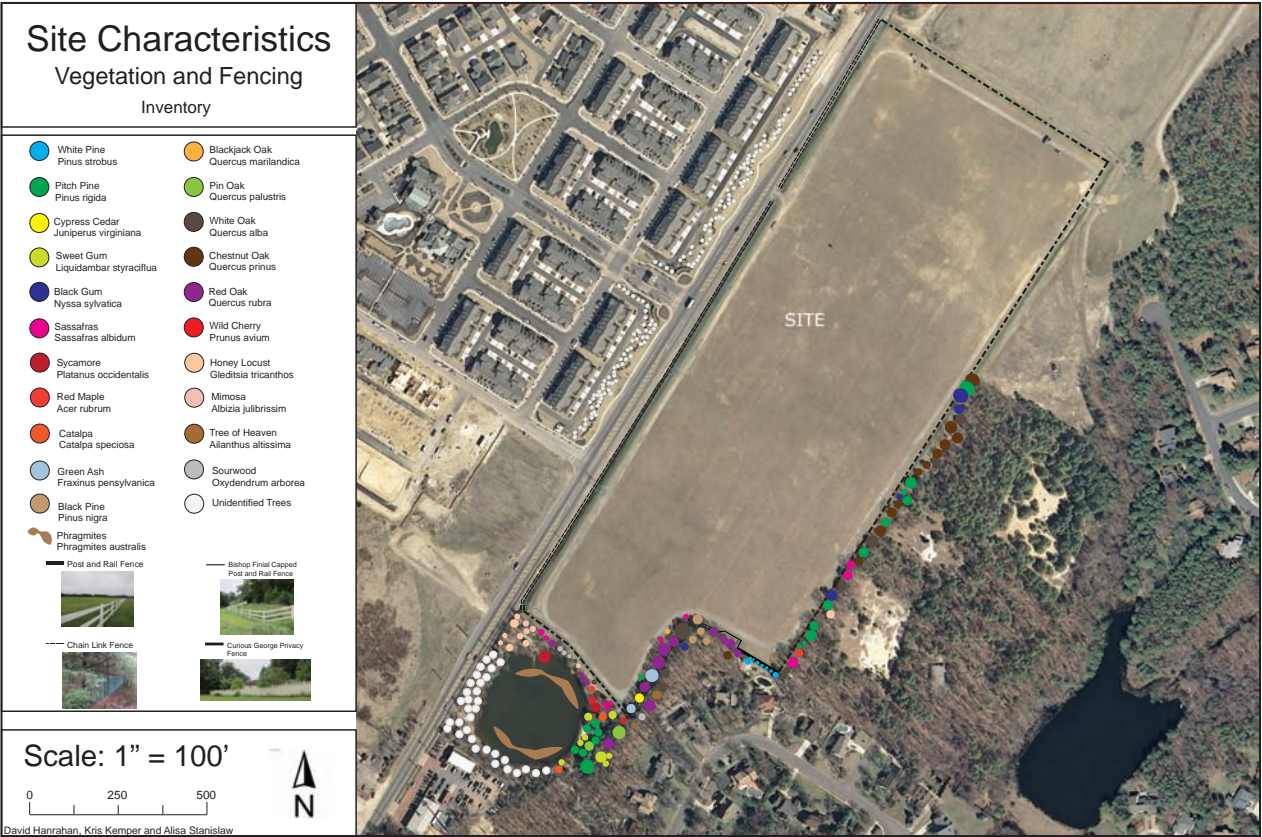 Site Characteristics
Vegetation and Fencing
Inventory
White Pine
Pinus strobus
Pitch Pine
Pinus rigida
Cypress Cedar
Juniperus virginiana
Sweet Gum
Liquidambar styraciflua
Black Gum
Nyssa sylvatica
Sassafras
Sassafras albidum
Sycamore
Platanus occidentalis
Red Maple
Acer rubrum
Catalpa
Catalpa speciosa
Green Ash
Fraxinus pensylvanica
Black Pine
Pinus nigra
Phragmites
Phragmites australis
Blackjack Oak
Quercus marilandica
Pin Oak
Quercus palustris
White Oak
Quercus alba
Chestnut Oak
Quercus prinus
Red Oak
Quercus rubra
Wild Cherry
Prunus avium
Honey Locust
Gleditsia tricanthos
Mimosa
Albizia julibrissim
Tree of Heaven
Ailanthus altissima
Sourwood
Oxydendrum arborea
Unidentified Trees
Post and Rail Fence
Bishop Finial Capped
Post and Rail Fence
Chain Link Fence
Curious George Privacy
Fence
Scale: 1” = 100’
0 250 500
N
David Hanrahan, Kris Kemper and Alisa Stanislaw
SITE